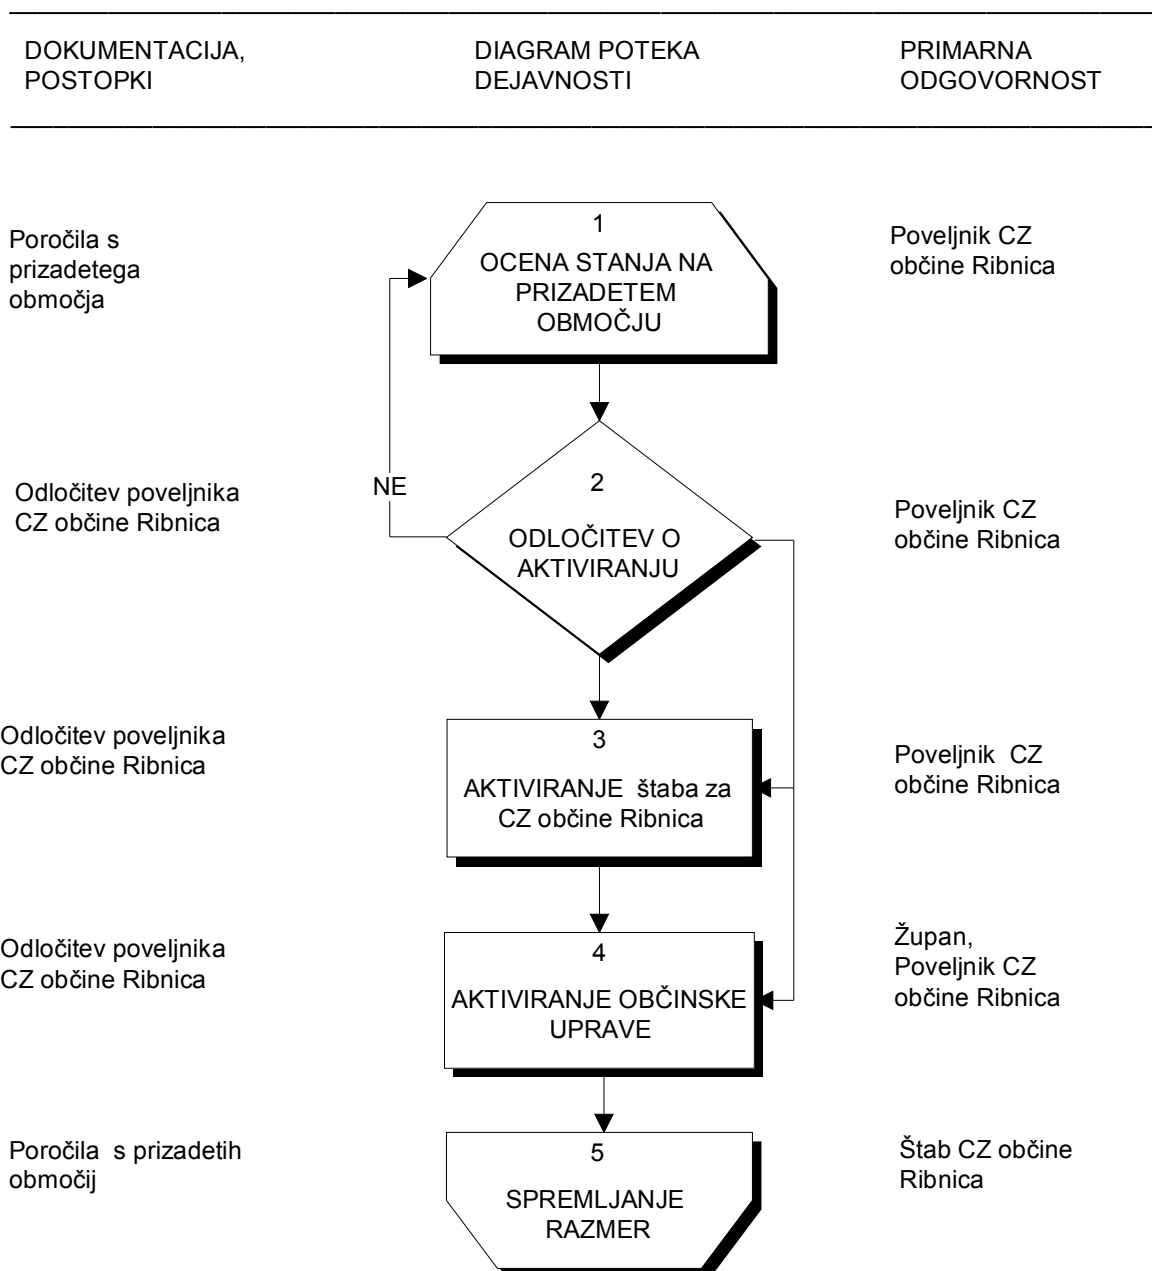 DOKUMENTACIJA,
POSTOPKI
DIAGRAM POTEKA
DEJAVNOSTI
PRIMARNA
ODGOVORNOST
Poročila s
prizadetega
območja
1
OCENA STANJA NA
PRIZADETEM
OBMOČJU
Poveljnik CZ
občine Ribnica
Odločitev poveljnika
CZ občine Ribnica
NE
2
ODLOČITEV O
AKTIVIRANJU
Poveljnik CZ
občine Ribnica
Odločitev poveljnika
CZ občine Ribnica
3
AKTIVIRANJE štaba za
CZ občine Ribnica
Poveljnik CZ
občine Ribnica
Odločitev poveljnika
CZ občine Ribnica
4
AKTIVIRANJE OBČINSKE
UPRAVE
Župan,
Poveljnik CZ
občine Ribnica
Poročila s prizadetih
območij
5
SPREMLJANJE
RAZMER
Štab CZ občine
Ribnica